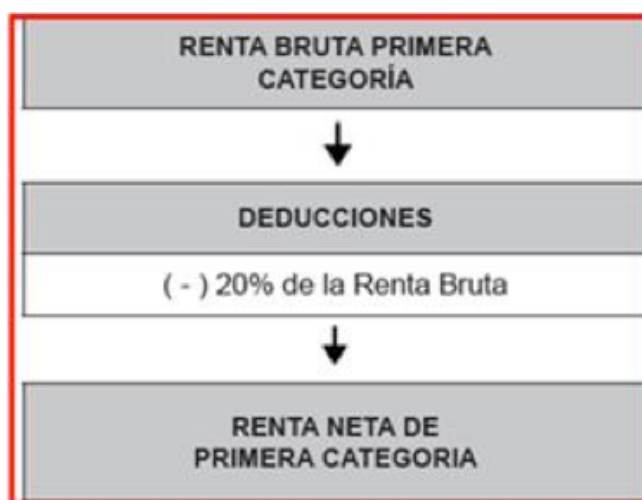 RENTA BRUTA PRIMERA
CATEGORÍA
DEDUCCIONES
( - ) 20% de la Renta Bruta
RENTA NETA DE
PRIMERA CATEGORIA